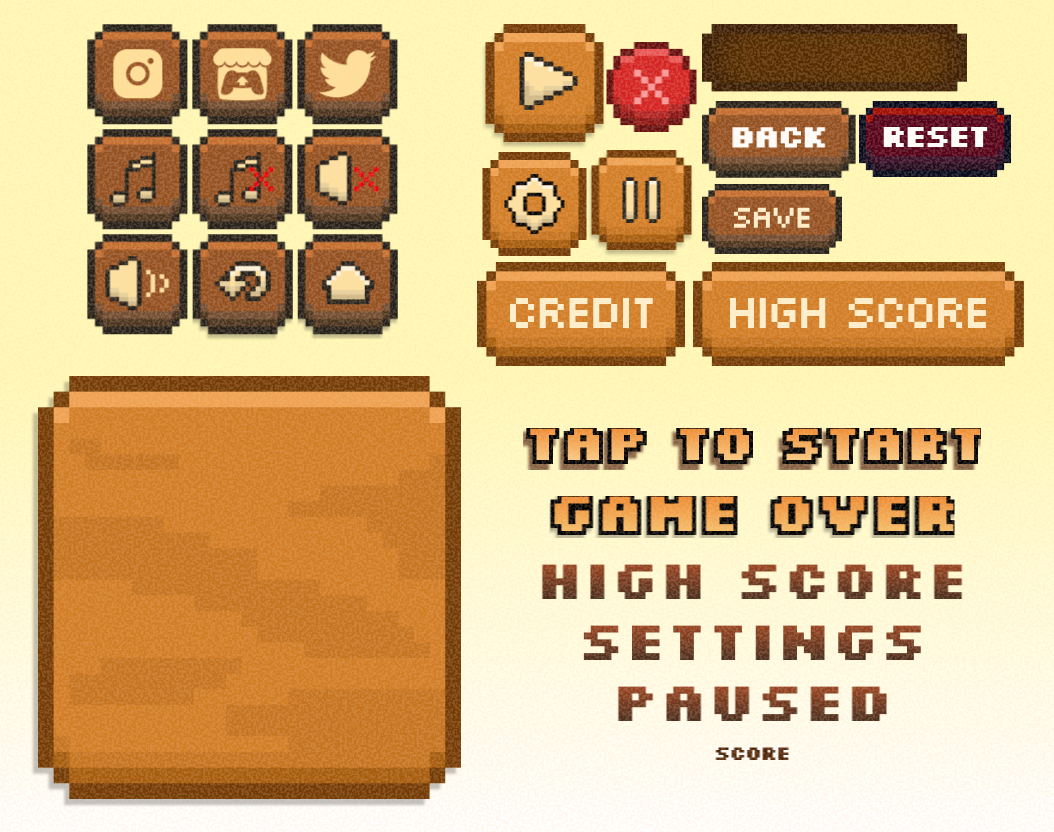 BACK
RESET
SAVE
CREDIT
HIGH SCORE
TAP TO START
GAME OVER
HIGH SCORE
SETTINGS
PAUSED
SCORE